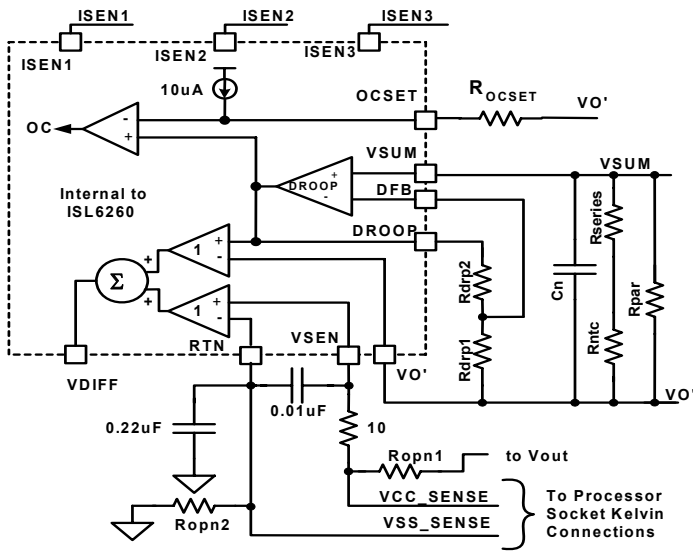 ISEN1
ISEN2
ISEN3
ISEN1
ISEN2
ISEN3
10uA
OCSET
ROCSET
VO'
OC
-
+
VSUM
VSUM
DROOP
+
-
DFB
Internal to
ISL6260
DROOP
Rseries
Cn
Rpar
Rdrp2
+
1
+
-
Σ
+
1
+
-
Rntc
Rdrp1
RTN
VSEN
VO'
VDIFF
VO'
0.01uF
0.22uF
10
Ropn1
to Vout
VCC_SENSE
To Processor
Socket Kelvin
Connections
Ropn2
VSS_SENSE